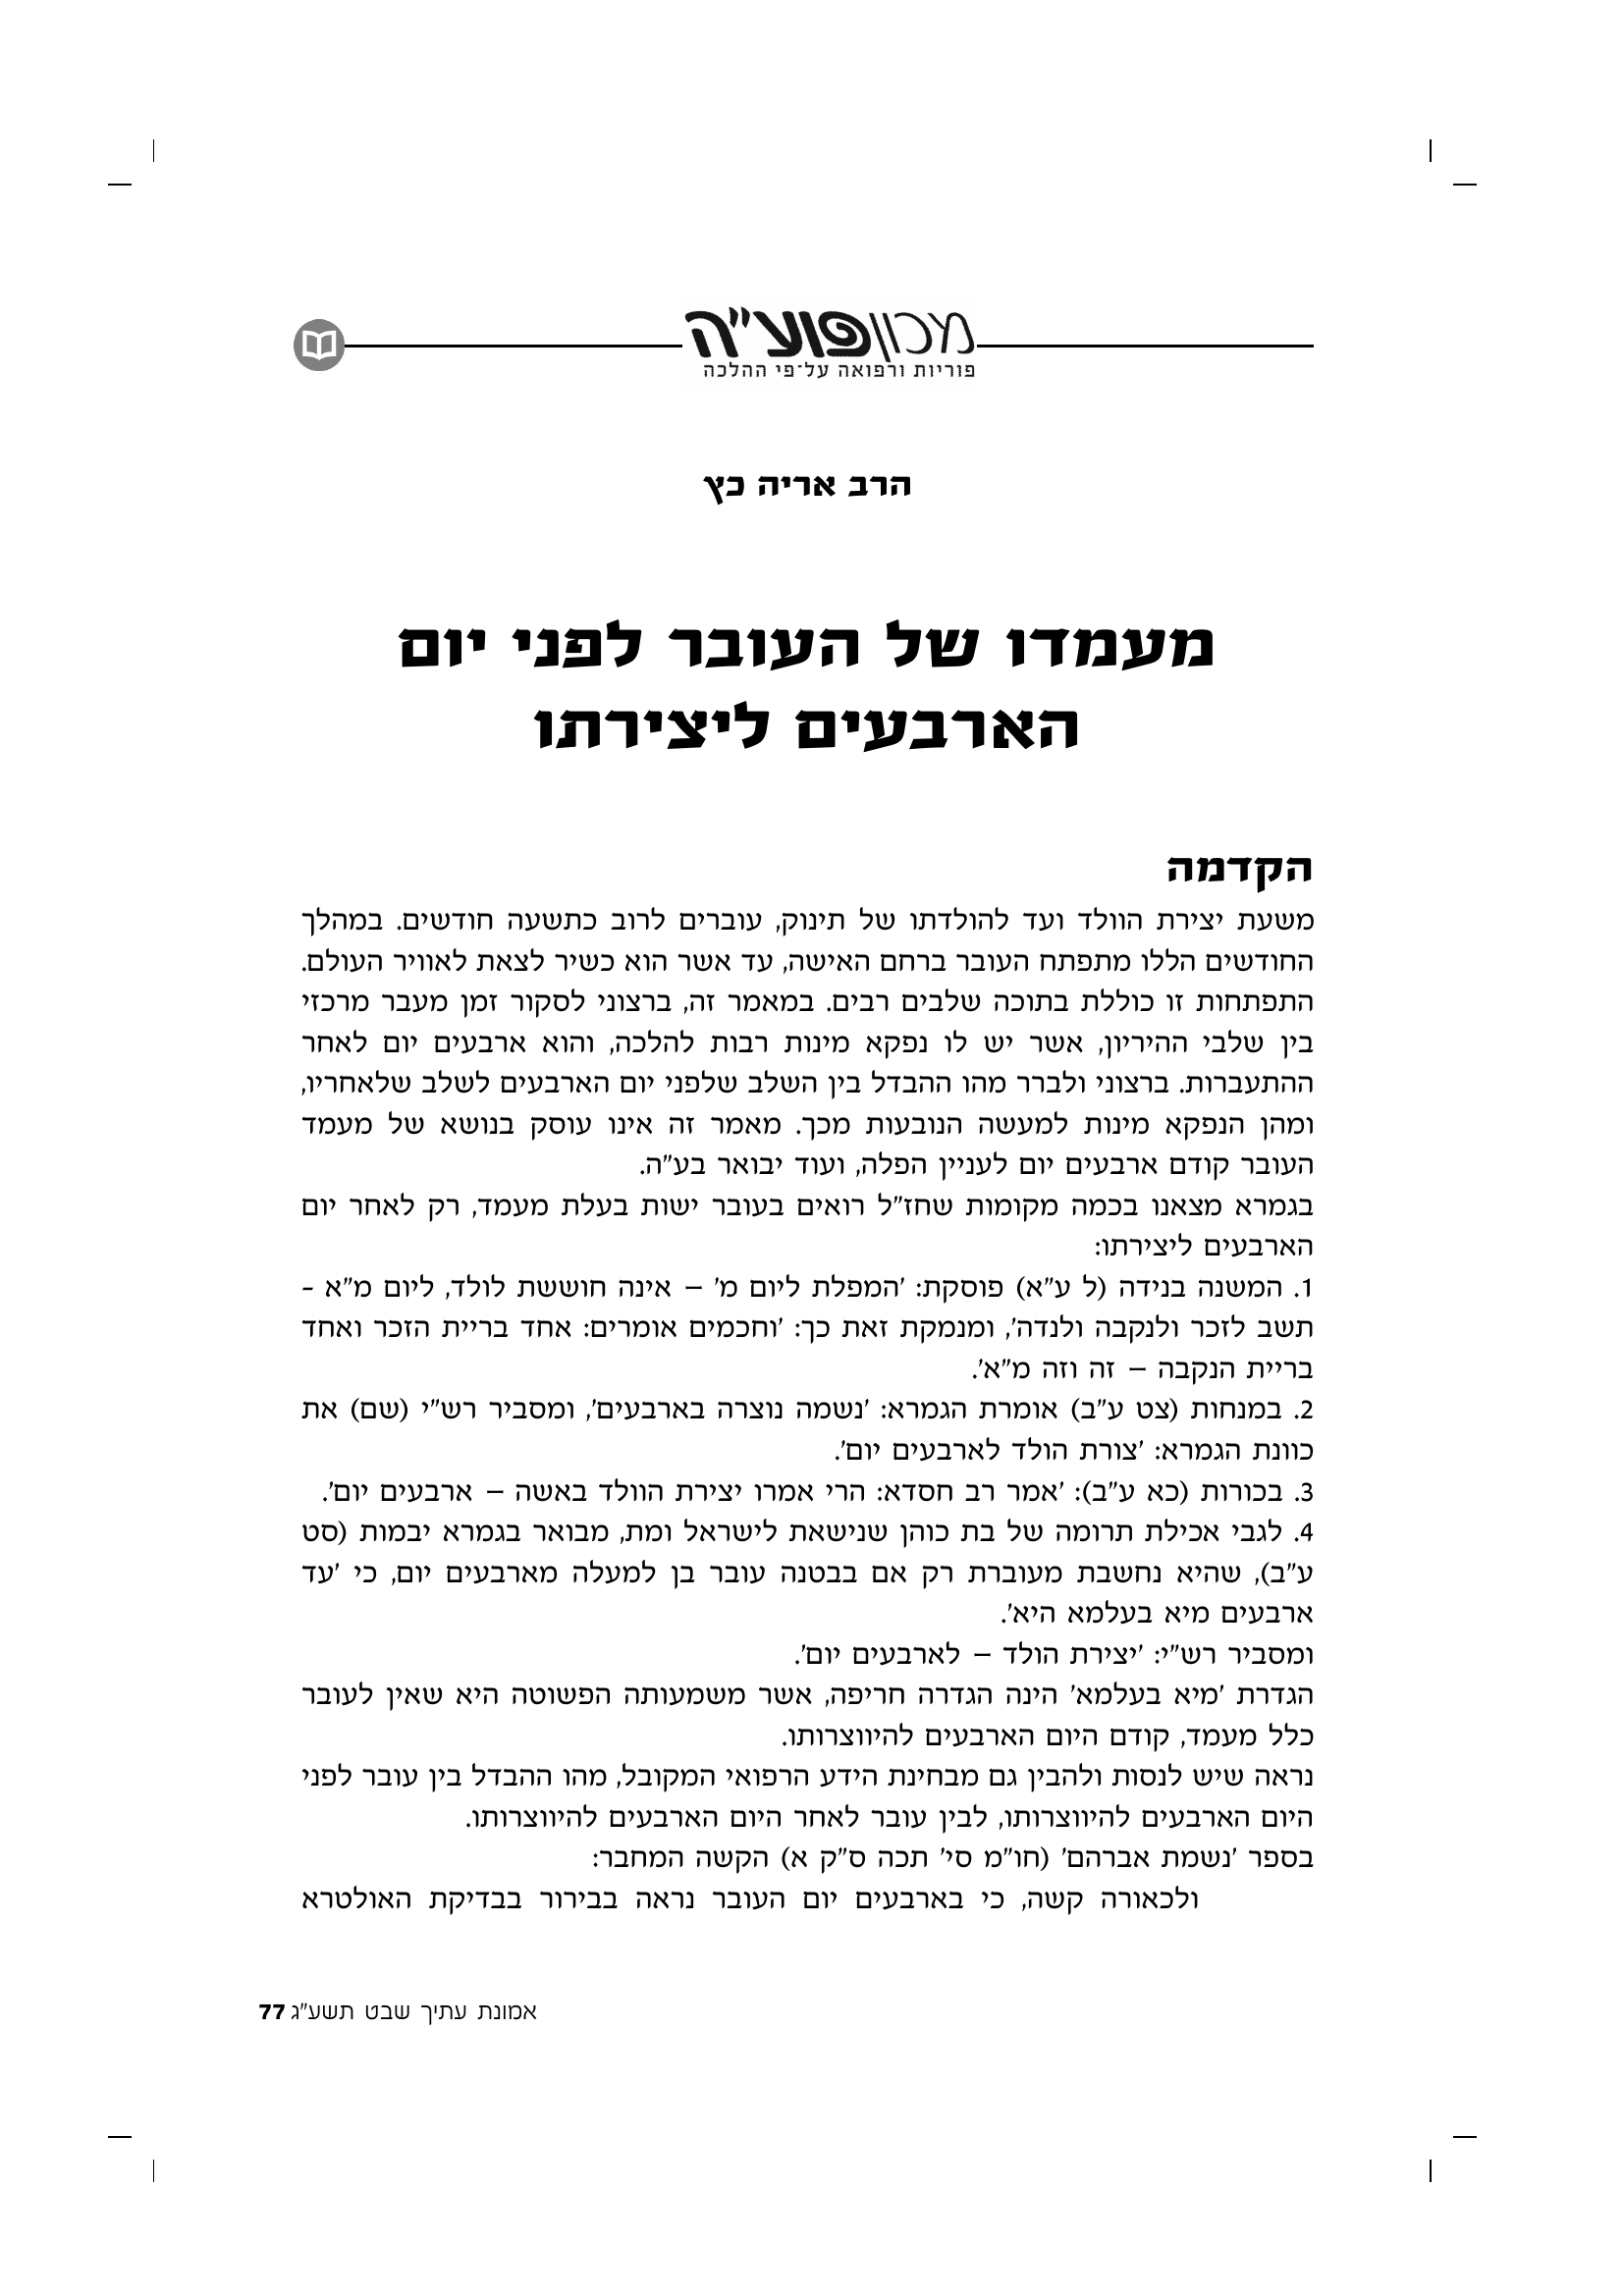 מכון פוע"ה
פוריות ורפואה על־פי ההלכה
הרב אריה כץ
מעמדו של העובר לפני יום
הארבעים ליצירתו
הקדמה
משעת יצירת הוולד ועד להולדתו של תינוק, עוברים לרוב כתשעה חודשים. במהלך
החודשים הללו מתפתח העובר ברחם האישה, עד אשר הוא כשיר לצאת לאוויר העולם.
התפתחות זו כוללת בתוכה שלבים רבים. במאמר זה, ברצוני לסקור זמן מעבר מרכזי
בין שלבי ההיריון, אשר יש לו נפקא מינות רבות להלכה, והוא ארבעים יום לאחר
ההתעברות. ברצוני ולברר מהו ההבדל בין השלב שלפני יום הארבעים לשלב שלאחריו,
ומהן הנפקא מינות למעשה הנובעות מכך. מאמר זה אינו עוסק בנושא של מעמד
העובר קודם ארבעים יום לעניין הפלה, ועוד יבואר בע"ה.
בגמרא מצאנו בכמה מקומות שחז"ל רואים בעובר ישות בעלת מעמד, רק לאחר יום
הארבעים ליצירתו:
1. המשנה בנידה (ל ע"א) פוסקת: 'המפלת ליום מ' – אינה חוששת לולד, ליום מ"א -
תשב לזכר ולנקבה ולנדה', ומנמקת זאת כך: 'וחכמים אומרים: אחד בריית הזכר ואחד
בריית הנקבה – זה וזה מ"א'.
2. במנחות (צט ע"ב) אומרת הגמרא: 'נשמה נוצרה בארבעים', ומסביר רש"י (שם) את
כוונת הגמרא: 'צורת הולד לארבעים יום'.
3. בכורות (כא ע"ב): 'אמר רב חסדא: הרי אמרו יצירת הוולד באשה – ארבעים יום'.
4. לגבי אכילת תרומה של בת כוהן שנישאת לישראל ומת, מבואר בגמרא יבמות (סט
ע"ב), שהיא נחשבת מעוברת רק אם בבטנה עובר בן למעלה מארבעים יום, כי 'עד
ארבעים מיא בעלמא היא'.
ומסביר רש"י: 'יצירת הולד – לארבעים יום'.
הגדרת 'מיא בעלמא' הינה הגדרה חריפה, אשר משמעותה הפשוטה היא שאין לעובר
כלל מעמד, קודם היום הארבעים להיווצרותו.
נראה שיש לנסות ולהבין גם מבחינת הידע הרפואי המקובל, מהו ההבדל בין עובר לפני
היום הארבעים להיווצרותו, לבין עובר לאחר היום הארבעים להיווצרותו.
בספר 'נשמת אברהם' (חו"מ סי' תכה ס"ק א) הקשה המחבר:
ולכאורה קשה, כי בארבעים יום העובר נראה בבירור בבדיקת האולטרא
אמונת עתיך שבט תשע"ג 77